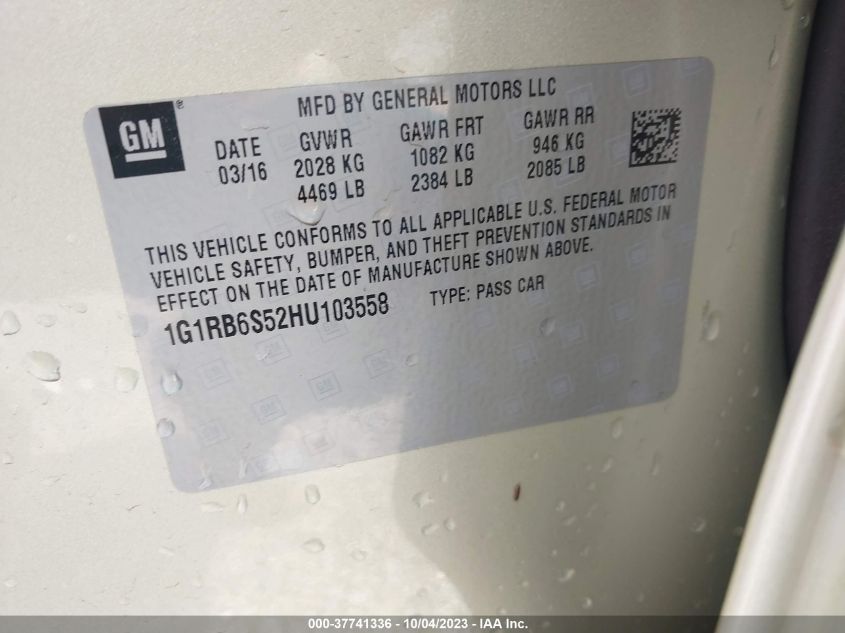 MFD BY GENERAL MOTORS LLC
GM®
DATE GVWR GAWR FRT GAWR RR
03/16 2028 KG 1082 KG 946 KG
4469 LB 2384 LB 2085 LB
THIS VEHICLE CONFORMS TO ALL APPLICABLE U.S. FEDERAL MOTOR
VEHICLE SAFETY, BUMPER, AND THEFT PREVENTION STANDARDS IN
EFFECT ON THE DATE OF MANUFACTURE SHOWN ABOVE.
1G1RB6S52HU103558 TYPE: PASS CAR
000-37741336 - 10/04/2023 - IAA Inc.